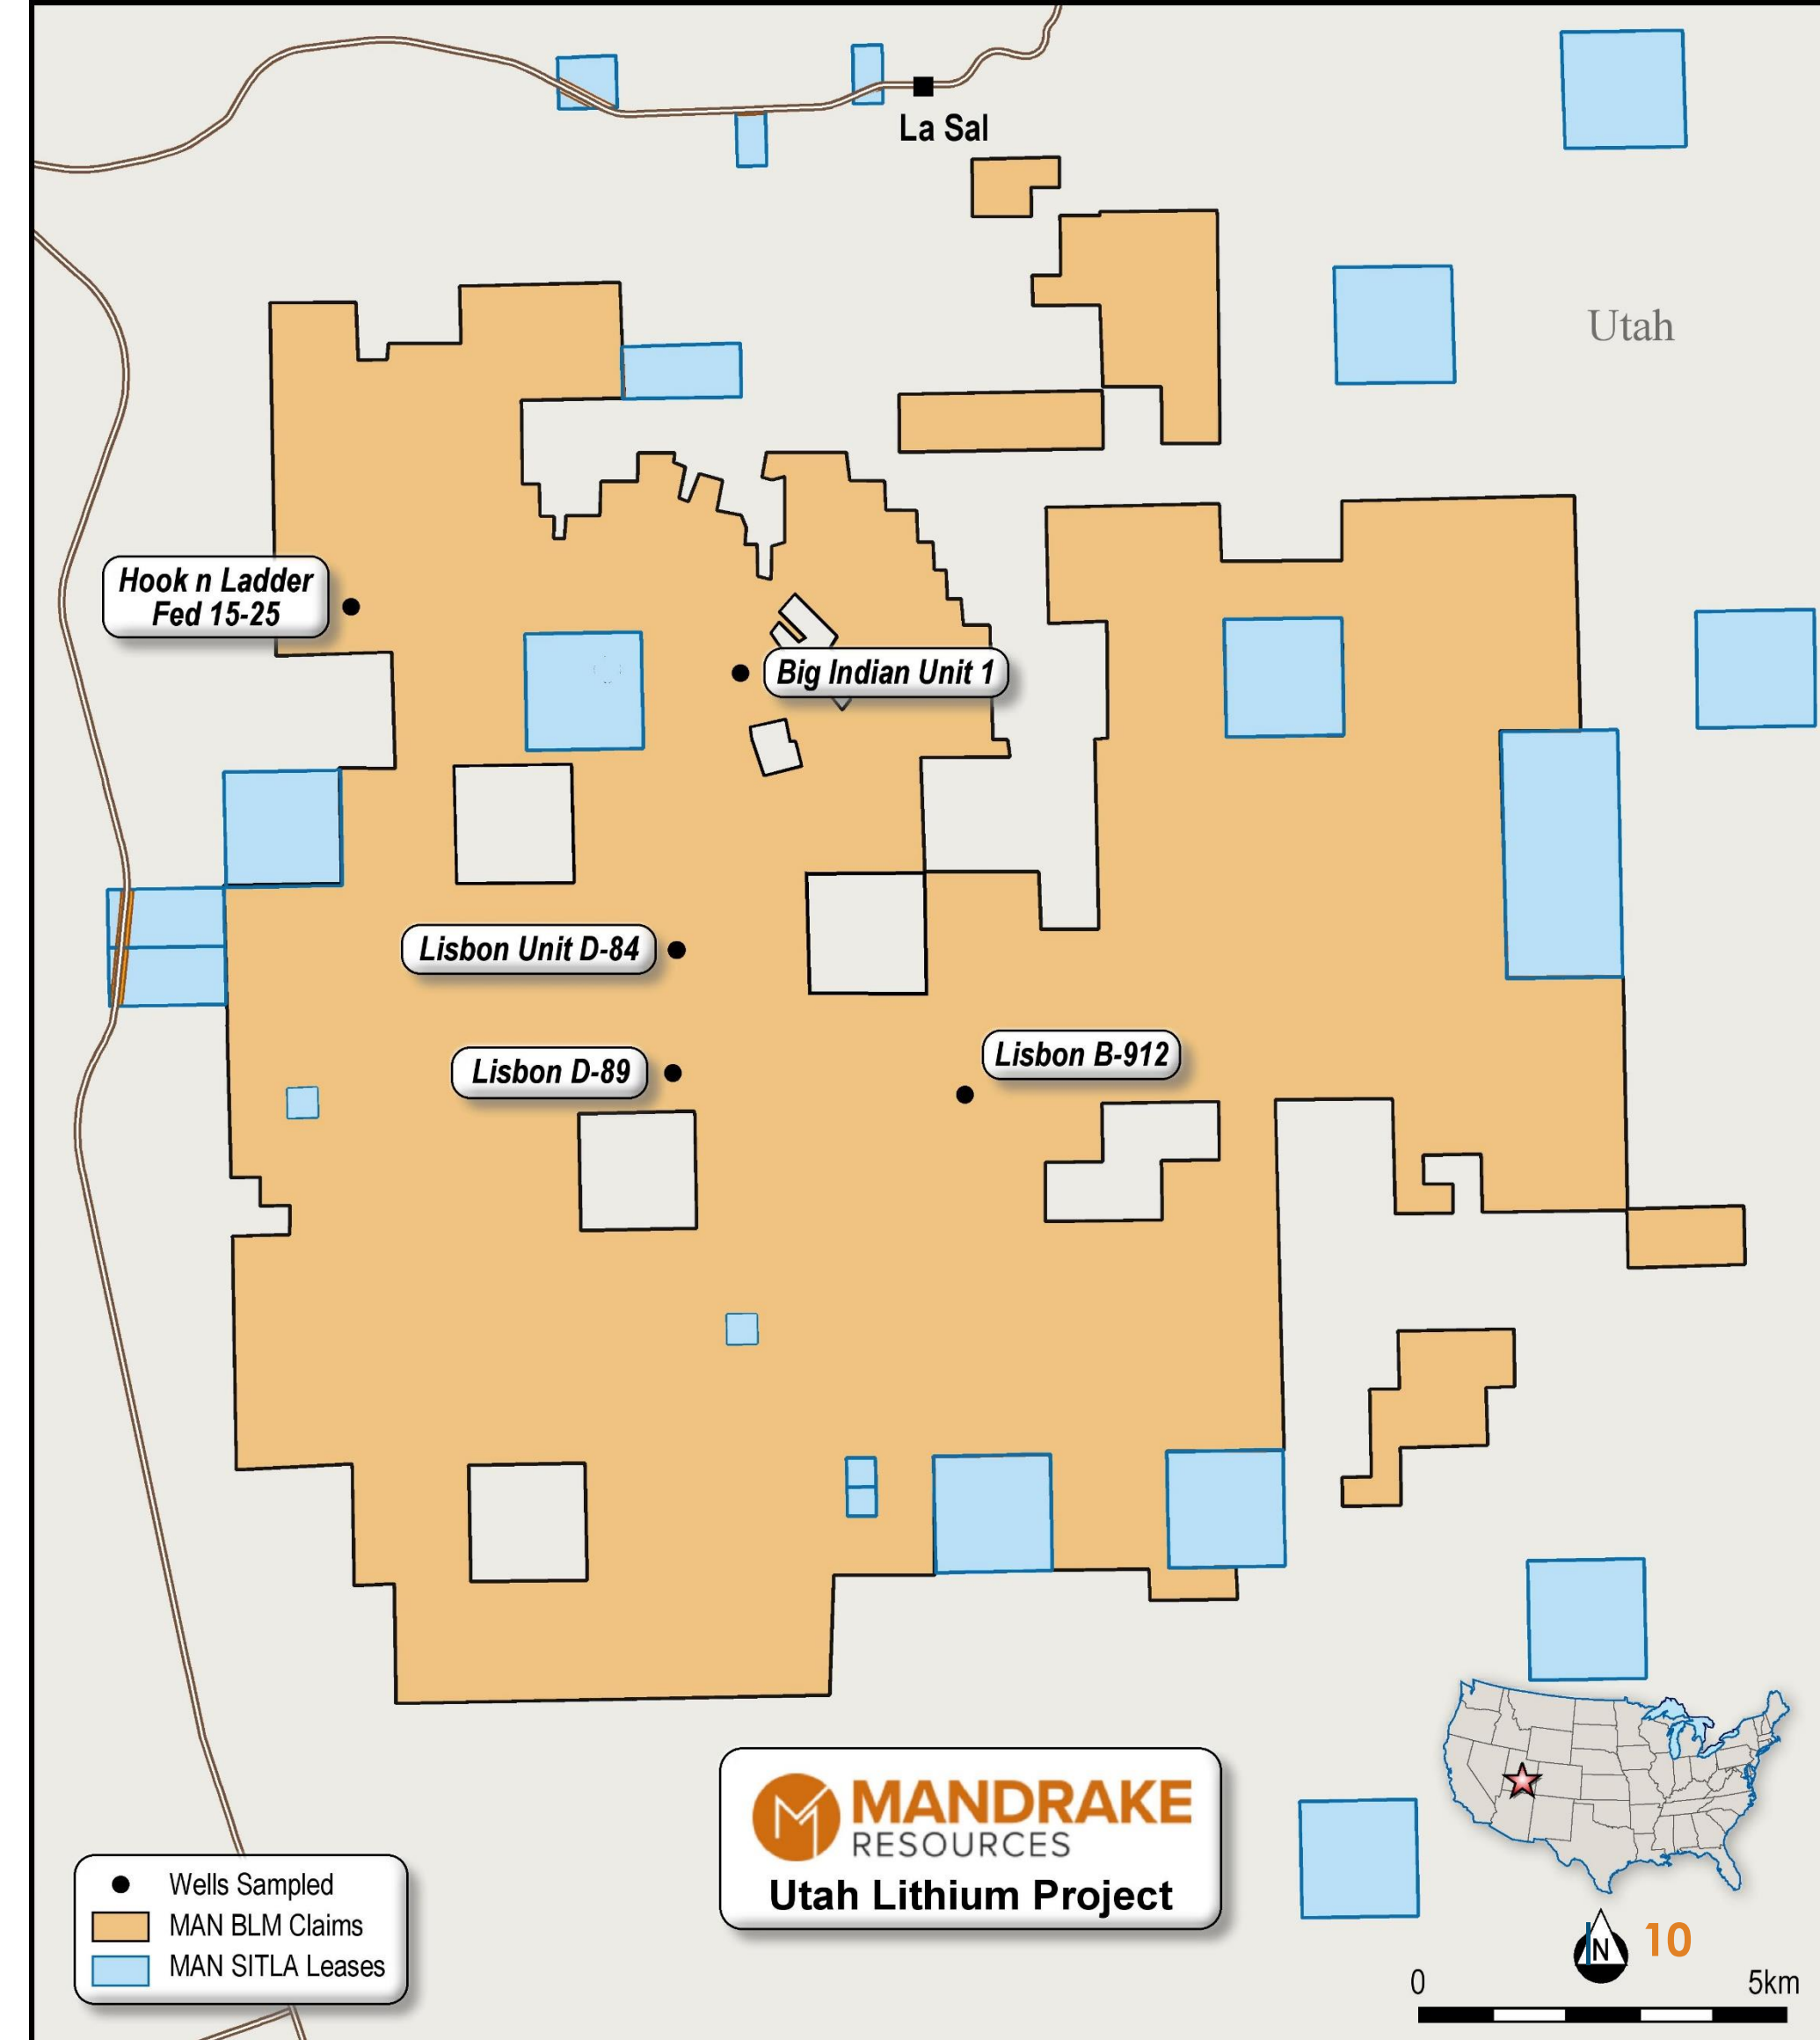 La Sal
Utah
Hook n Ladder
Fed 15-25
Big Indian Unit 1
Lisbon Unit D-84
Lisbon D-89
Lisbon B-912
MANDRAKE
RESOURCES
Utah Lithium Project
Wells Sampled
MAN BLM Claims
MAN SITLA Leases
N
10
0 5km